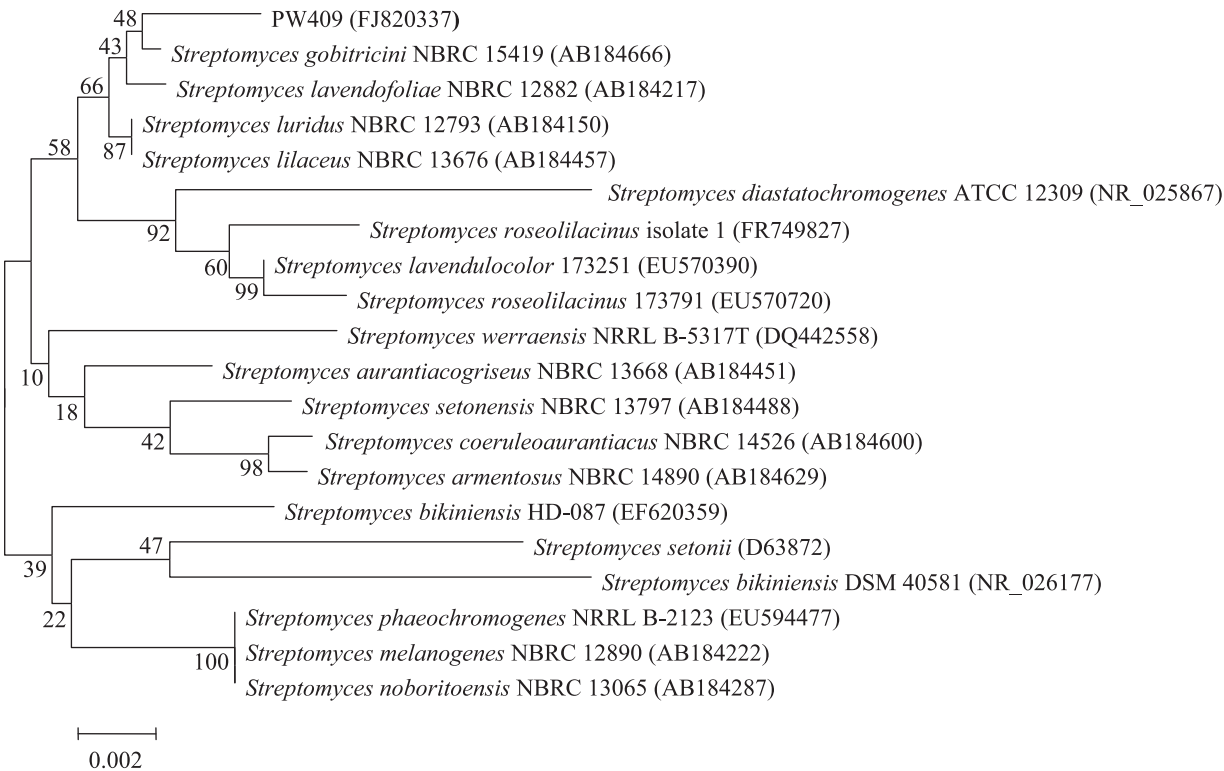 48 PW409 (FJ820337)
43 Streptomyces gobitricini NBRC 15419 (AB184666)
66 Streptomyces lavendofoliae NBRC 12882 (AB184217)
Streptomyces luridus NBRC 12793 (AB184150)
58 87 Streptomyces lilaceus NBRC 13676 (AB184457)
Streptomyces diastatochromogenes ATCC 12309 (NR_025867)
92 Streptomyces roseolilacinus isolate 1 (FR749827)
60 Streptomyces lavendulocolor 173251 (EU570390)
99 Streptomyces roseolilacinus 173791 (EU570720)
Streptomyces werraensis NRRL B-5317T (DQ442558)
10 Streptomyces aurantiacogriseus NBRC 13668 (AB184451)
18 Streptomyces setonensis NBRC 13797 (AB184488)
42 Streptomyces coeruleoaurantiacus NBRC 14526 (AB184600)
98 Streptomyces armentosus NBRC 14890 (AB184629)
Streptomyces bikiniensis HD-087 (EF620359)
47 Streptomyces setonii (D63872)
39 Streptomyces bikiniensis DSM 40581 (NR_026177)
22 Streptomyces phaeochromogenes NRRL B-2123 (EU594477)
100 Streptomyces melanogenes NBRC 12890 (AB184222)
Streptomyces noboritoensis NBRC 13065 (AB184287)
0.002